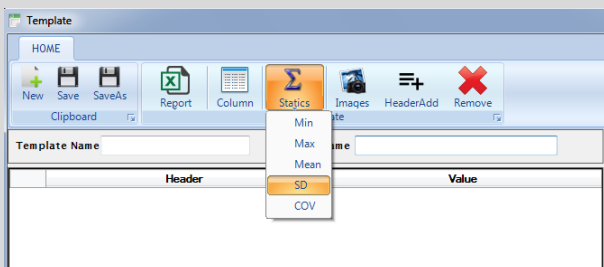 Template
HOME
New Save SaveAs Report Column Statics Images HeaderAdd Remove
Clipboard
Min
Max
Template Name
Mean
Header Value
SD
COV